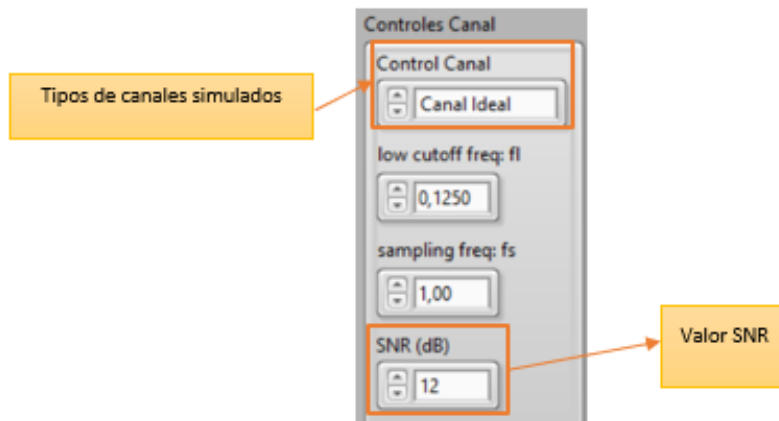 Controles Canal
Control Canal
Tipos de canales simulados
Canal Ideal
low cutoff freq: fl
0,1250
sampling freq: fs
1,00
SNR (dB)
Valor SNR
12